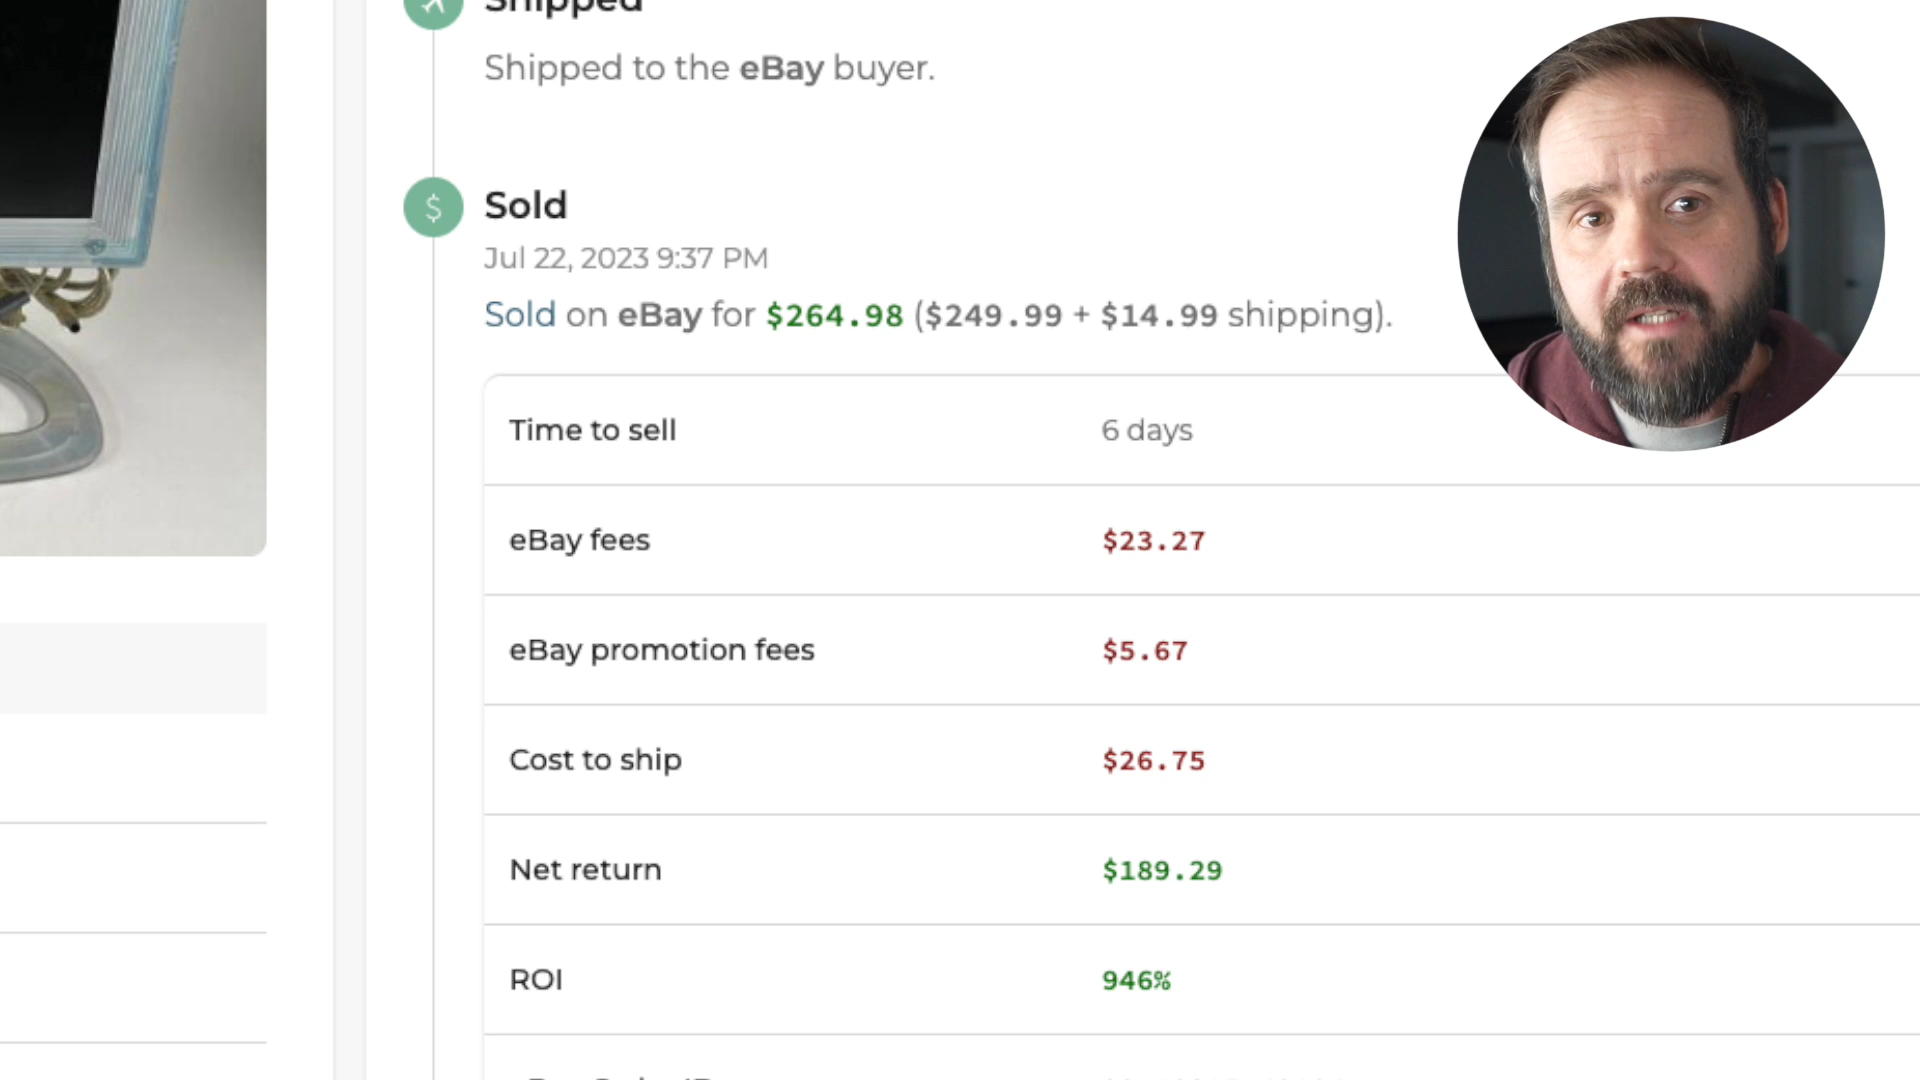 Shipped
Shipped to the eBay buyer.
$
Sold
Jul 22, 2023 9:37 PM
Sold on eBay for $264.98 ($249.99 + $14.99 shipping).
Time to sell 6 days
eBay fees $23.27
eBay promotion fees $5.67
Cost to ship $26.75
Net return $189.29
ROI 946%